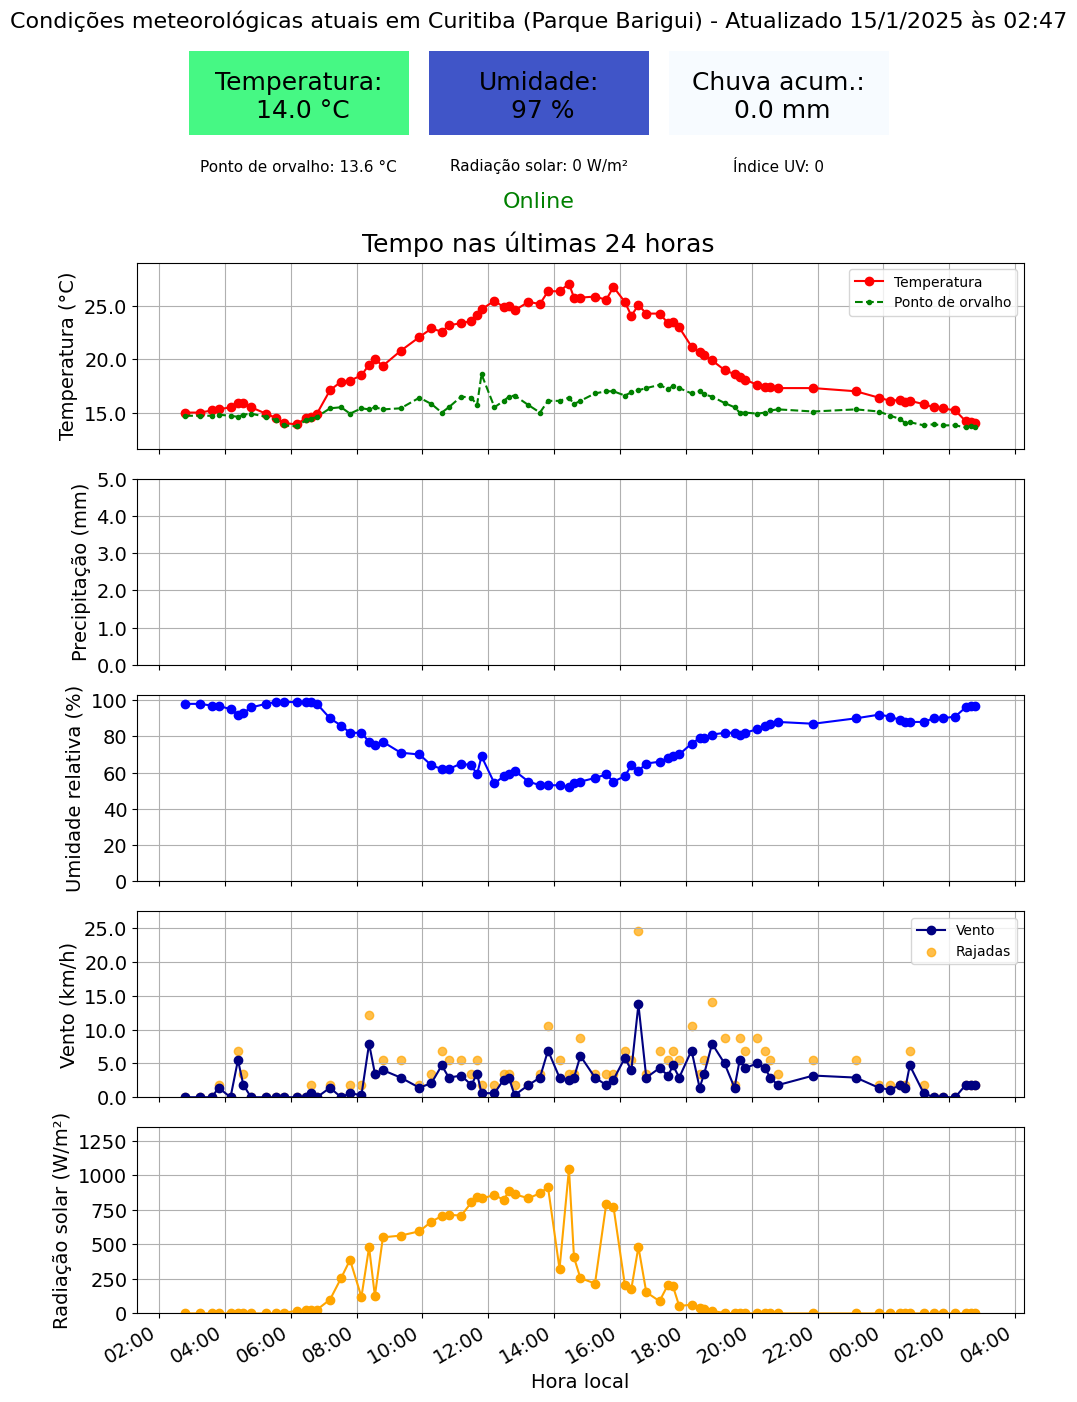 Condições meteorológicas atuais em Curitiba (Parque Barigui) - Atualizado 15/1/2025 às 02:47
Temperatura:
14.0 °C
Umidade:
97 %
Chuva acum.:
0.0 mm
Ponto de orvalho: 13.6 °C
Radiação solar: 0 W/m²
Índice UV: 0
Online
Tempo nas últimas 24 horas
Temperatura (°C)
25.0
20.0
15.0
Temperatura
Ponto de orvalho
Precipitação (mm)
5.0
4.0
3.0
2.0
1.0
0.0
Umidade relativa (%)
100
80
60
40
20
0
Vento (km/h)
25.0
20.0
15.0
10.0
5.0
0.0
Vento
Rajadas
Radiação solar (W/m²)
1250
1000
750
500
250
0
02:00
04:00
06:00
08:00
10:00
12:00
14:00
16:00
18:00
20:00
22:00
00:00
02:00
04:00
Hora local